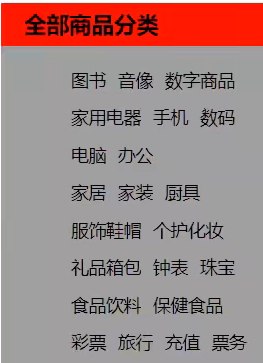 全部商品分类
图书 音像 数字商品
家用电器 手机 数码
电脑 办公
家居 家装 厨具
服饰鞋帽 个护化妆
礼品箱包 钟表 珠宝
食品饮料 保健食品
彩票 旅行 充值 票务